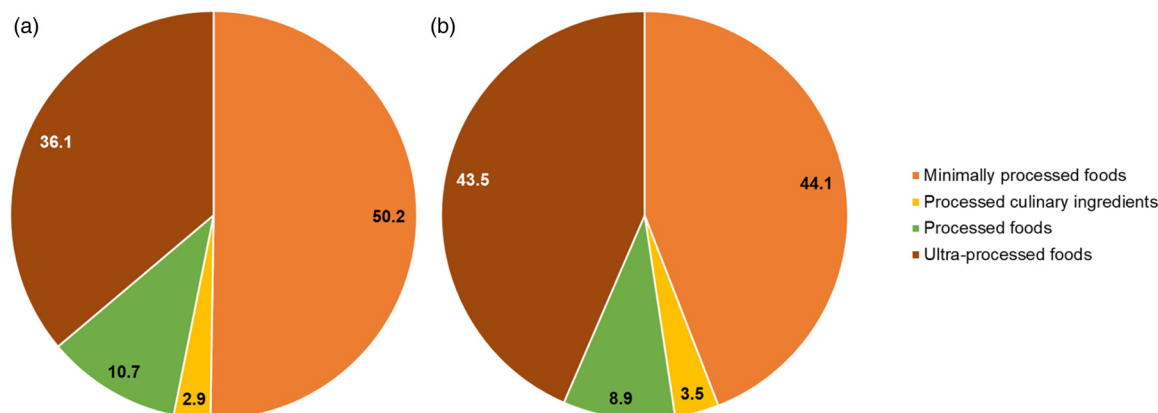 (a)
36.1
50.2
10.7
2.9
(b)
43.5
44.1
8.9
3.5
Minimally processed foods
Processed culinary ingredients
Processed foods
Ultra-processed foods